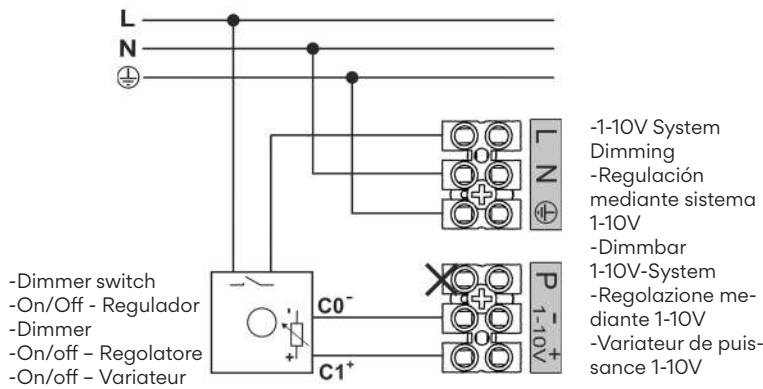 L
N
L
N
-1-10V System
Dimming
-Regulación
mediante sistema
1-10V
-Dimmbar
1-10V-System
-Regolazione me-
diante 1-10V
-Variateur de puis-
sance 1-10V
-Dimmer switch
-On/Off - Regulador
-Dimmer
-On/off – Regolatore
-On/off – Variateur
-
+
C0-
C1+
P - +
1-10V